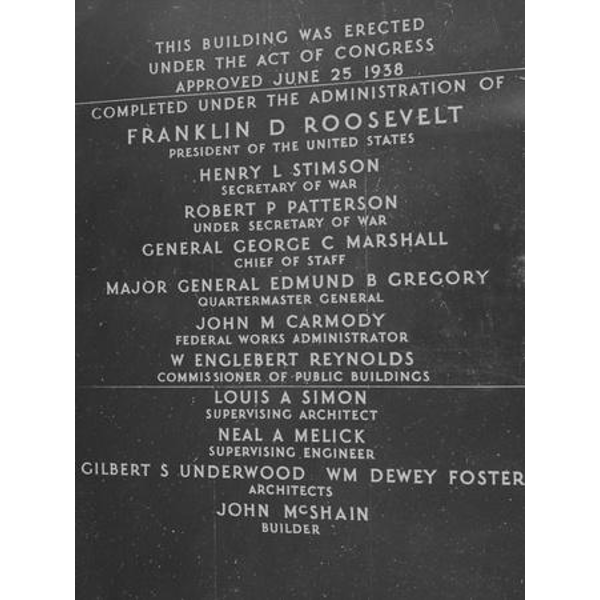 THIS BUILDING WAS ERECTED
UNDER THE ACT OF CONGRESS
APPROVED JUNE 25 1938
COMPLETED UNDER THE ADMINISTRATION OF
FRANKLIN D ROOSEVELT
PRESIDENT OF THE UNITED STATES
HENRY L STIMSON
SECRETARY OF WAR
ROBERT P PATTERSON
UNDER SECRETARY OF WAR
GENERAL GEORGE C MARSHALL
CHIEF OF STAFF
MAJOR GENERAL EDMUND B GREGORY
QUARTERMASTER GENERAL
JOHN M CARMODY
FEDERAL WORKS ADMINISTRATOR
W ENGLEBERT REYNOLDS
COMMISSIONER OF PUBLIC BUILDINGS
LOUIS A SIMON
SUPERVISING ARCHITECT
NEAL A MELICK
SUPERVISING ENGINEER
GILBERT S UNDERWOOD WM DEWEY FOSTER
ARCHITECTS
JOHN McSHAIN
BUILDER